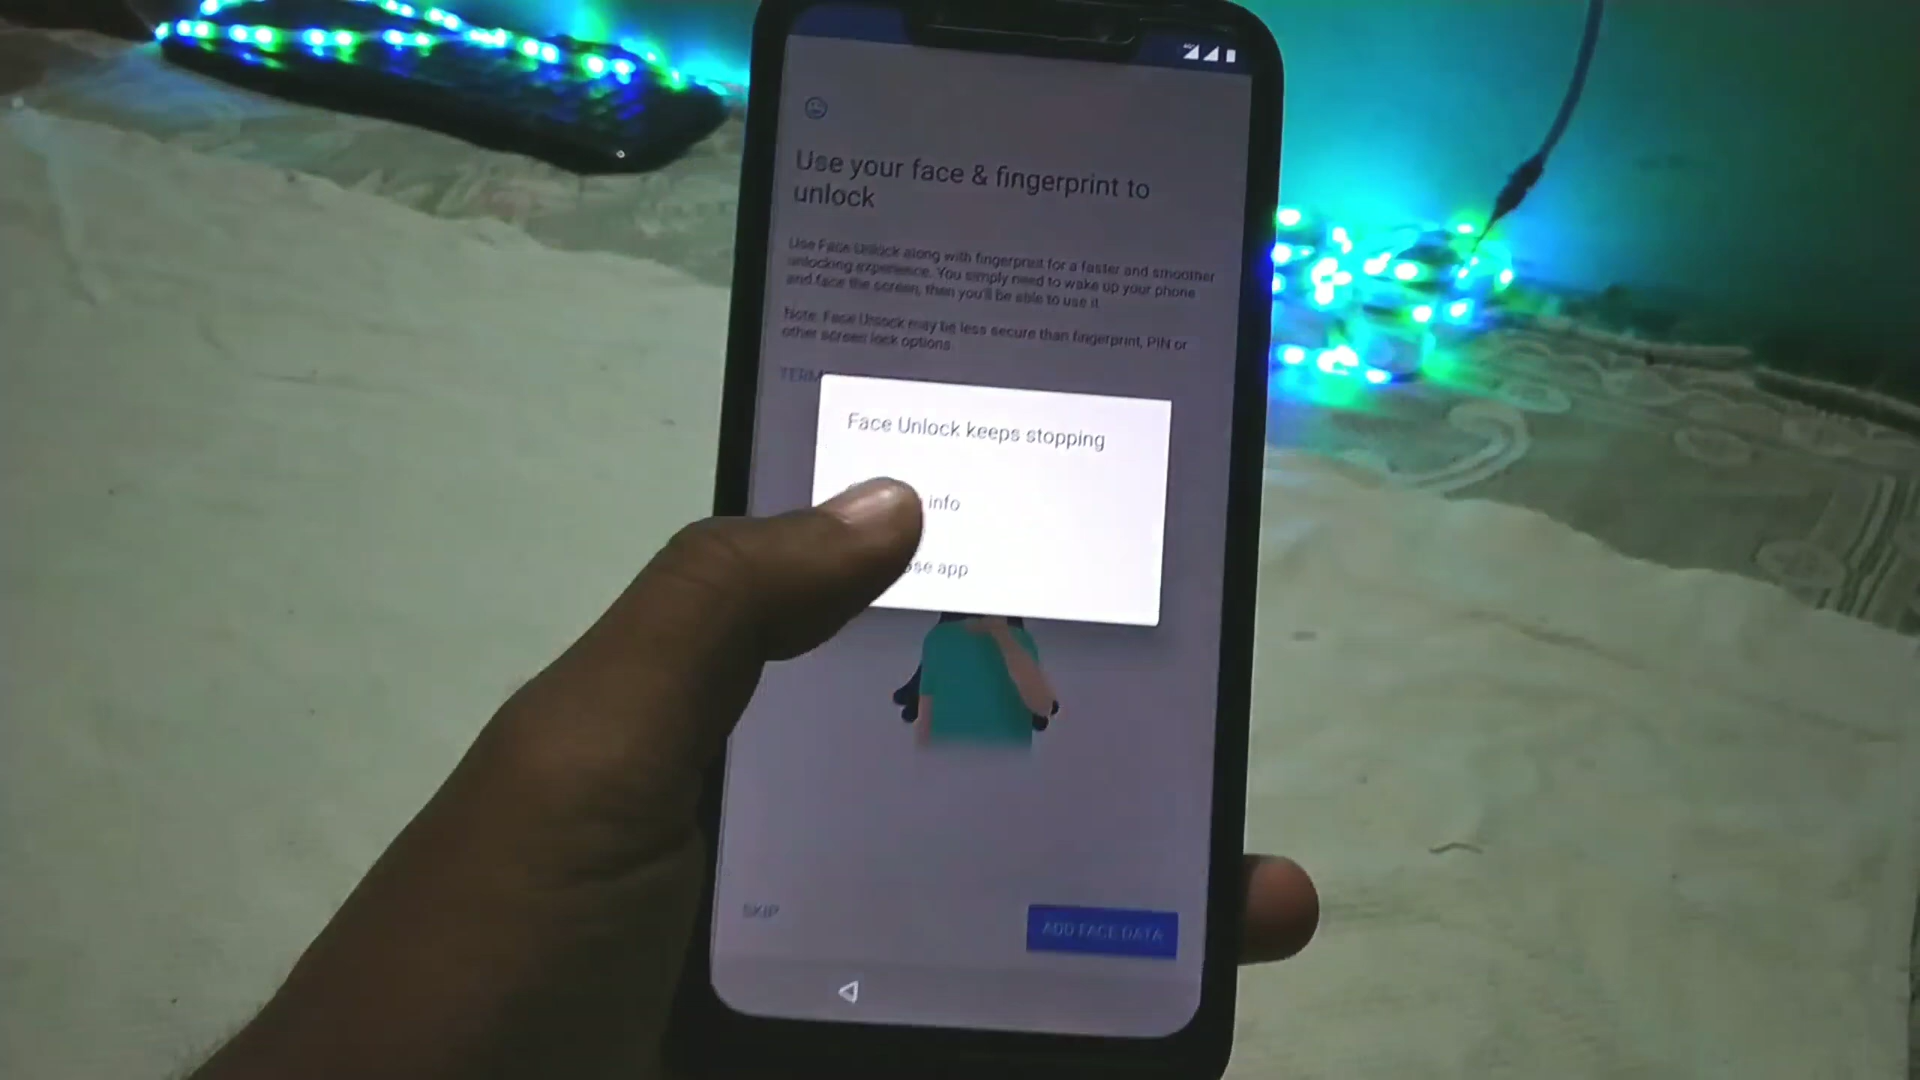 4G
Use your face & fingerprint to
unlock
Use Face Unlock along with fingerprint for a faster and smoother
unlocking experience. You simply need to wake up your phone
and face the screen, then you'll be able to use it.
Note: Face Unlock may be less secure than fingerprint, PIN or
other screen lock options.
TERM
Face Unlock keeps stopping
info
ose app
SKIP
ADD FACE DATA